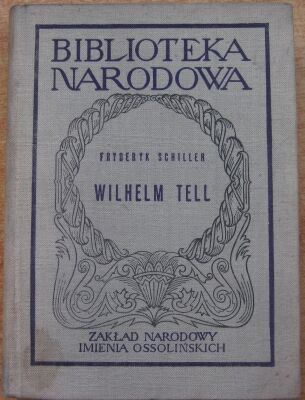 BIBLIOTEKA
NARODOWA
FRYDERYK SCHILLER
WILHELM TELL
ZAKŁAD NARODOWY
IMIENIA OSSOLIŃSKICH